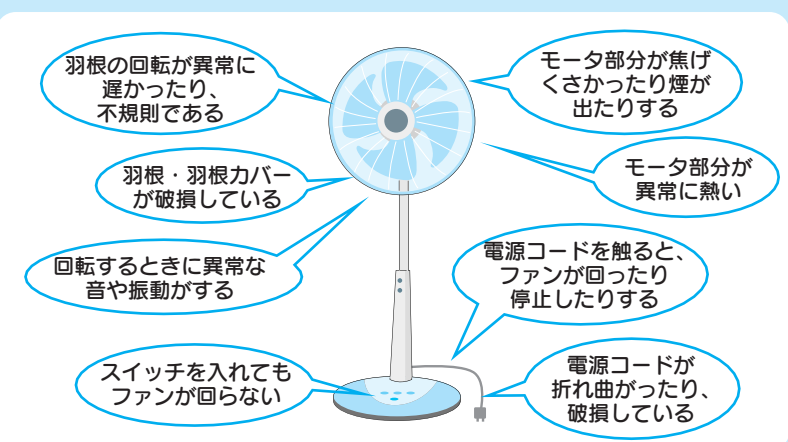 羽根の回転が異常に
遅かったり、
不規則である
羽根・羽根カバー
が破損している
回転するときに異常な
音や振動がする
スイッチを入れても
ファンが回らない
モータ部分が焦げ
くさかったり煙が
出たりする
モータ部分が
異常に熱い
電源コードを触ると、
ファンが回ったり
停止したりする
電源コードが
折れ曲がったり、
破損している